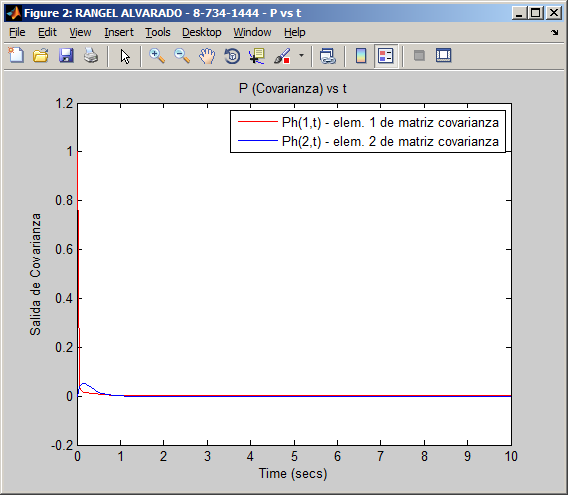 Figure 2: RANGEL ALVARADO - 8-734-1444 - P vs t
File Edit View Insert Tools Desktop Window Help
P (Covarianza) vs t
Ph(1,t) - elem. 1 de matriz covarianza
Ph(2,t) - elem. 2 de matriz covarianza
Salida de Covarianza
1.2
1
0.8
0.6
0.4
0.2
0
-0.2
0 1 2 3 4 5 6 7 8 9 10
Time (secs)